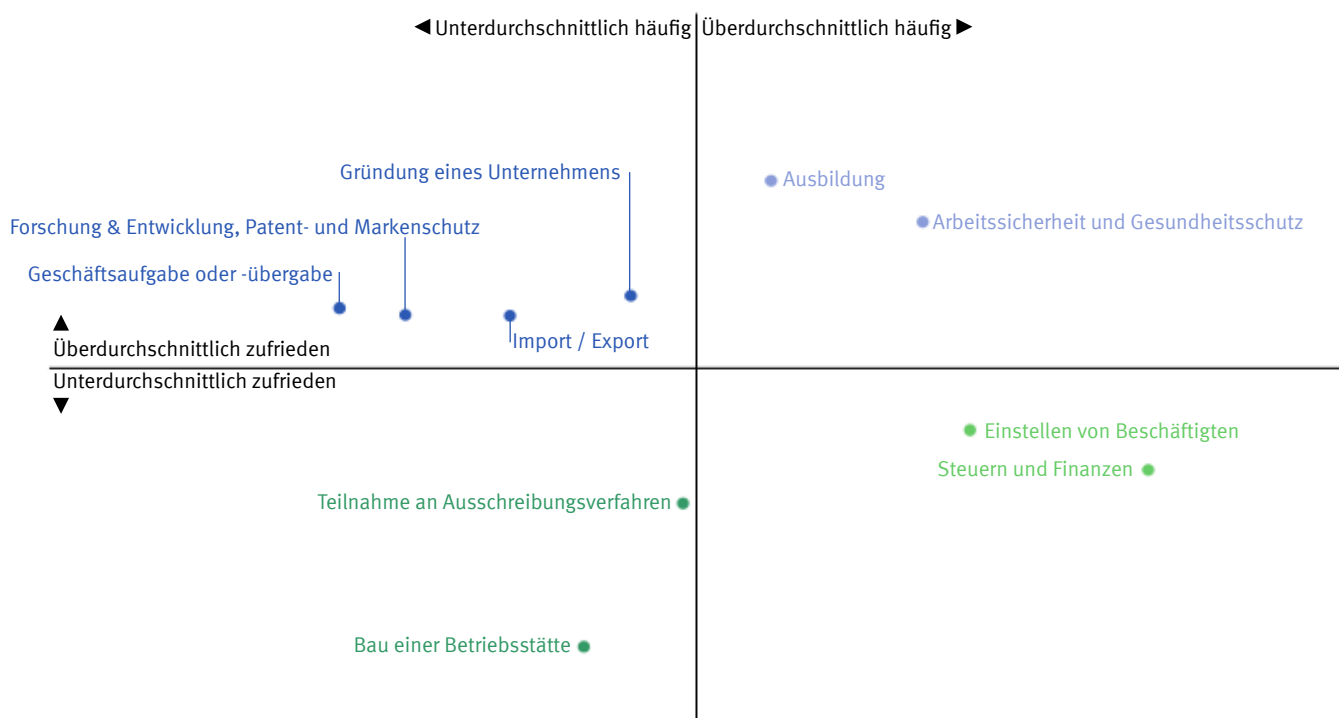 ◀ Unterdurchschnittlich häufig Überdurchschnittlich häufig ▶
Gründung eines Unternehmens
Ausbildung
Forschung & Entwicklung, Patent- und Markenschutz
Arbeitssicherheit und Gesundheitsschutz
Geschäftsaufgabe oder -übergabe
Import / Export
▲
Überdurchschnittlich zufrieden
Unterdurchschnittlich zufrieden
▼
Einstellen von Beschäftigten
Steuern und Finanzen
Teilnahme an Ausschreibungsverfahren
Bau einer Betriebsstätte